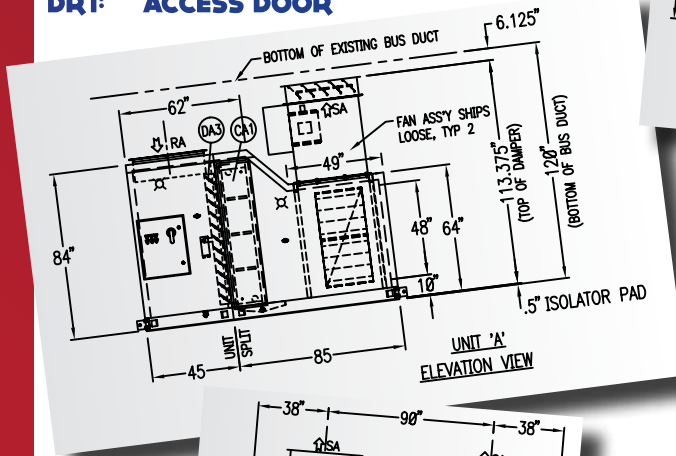 DR1: ACCESS DOOR
BOTTOM OF EXISTING BUS DUCT
6.125"
62"
SA
DA3
CA1
RA
FAN ASS'Y SHIPS
LOOSE, TYP 2
49"
113.375"
(TOP OF DAMPER)
120"
(BOTTOM OF BUS DUCT)
84"
48"
64"
10"
.5" ISOLATOR PAD
UNIT
SPLIT
45
85
UNIT 'A'
ELEVATION VIEW
38"
90"
38"
SA
SA